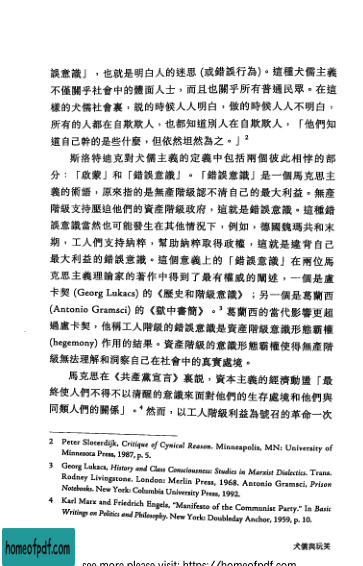 誤意識」，也就是明白人的迷思 (或錯誤行為)。這種犬儒主義
不僅關乎社會中的體面人士，而且也關乎所有普通民眾。在這
樣的犬儒社會裏，說的時候人人明白，做的時候人人不明白，
所有的人都在自欺欺人，也都知道別人在自欺欺人，「他們知
道自己幹的是些什麼，但依然坦然為之。」2
斯洛特迪克對犬儒主義的定義中包括兩個彼此相悖的部
分：「啟蒙」和「錯誤意識」。「錯誤意識」是一個馬克思主
義的術語，原來指的是無產階級認不清自己的最大利益。無產
階級支持壓迫他們的資產階級政府，這就是錯誤意識。這種錯
誤意識當然也可能發生在其他情況下，例如，德國魏瑪共和末
期，工人們支持納粹，幫助納粹取得政權，這就是違背自己
最大利益的錯誤意識。這個意義上的「錯誤意識」在兩位馬
克思主義理論家的著作中得到了最有權威的闡述，一個是盧
卡契 (Georg Lukacs) 的《歷史和階級意識》；另一個是葛蘭西
(Antonio Gramsci) 的《獄中書簡》。3 葛蘭西的當代影響更超
過盧卡契，他稱工人階級的錯誤意識是資產階級意識形態霸權
(hegemony) 作用的結果。資產階級的意識形態霸權使得無產階
級無法理解和洞察自己在社會中的真實處境。
馬克思在《共產黨宣言》裏說，資本主義的經濟動盪「最
終使人們不得不以清醒的意識來面對他們的生存處境和他們與
同類人們的關係」。4 然而，以工人階級利益為號召的革命一次
2 Peter Sloterdijk, Critique of Cynical Reason. Minneapolis, MN: University of
Minnesota Press, 1987, p. 5.
3 Georg Lukacs, History and Class Consciousness: Studies in Marxist Dialectics. Trans.
Rodney Livingstone. London: Merlin Press, 1968. Antonio Gramsci, Prison
Notebooks. New York: Columbia University Press, 1992.
4 Karl Marx and Friedrich Engels, "Manifesto of the Communist Party." In Basic
Writings on Politics and Philosophy. New York: Doubleday Anchor, 1959, p. 10.
犬儒與玩笑
homeofpdf.com
see more please visit: https://homeofpdf.com